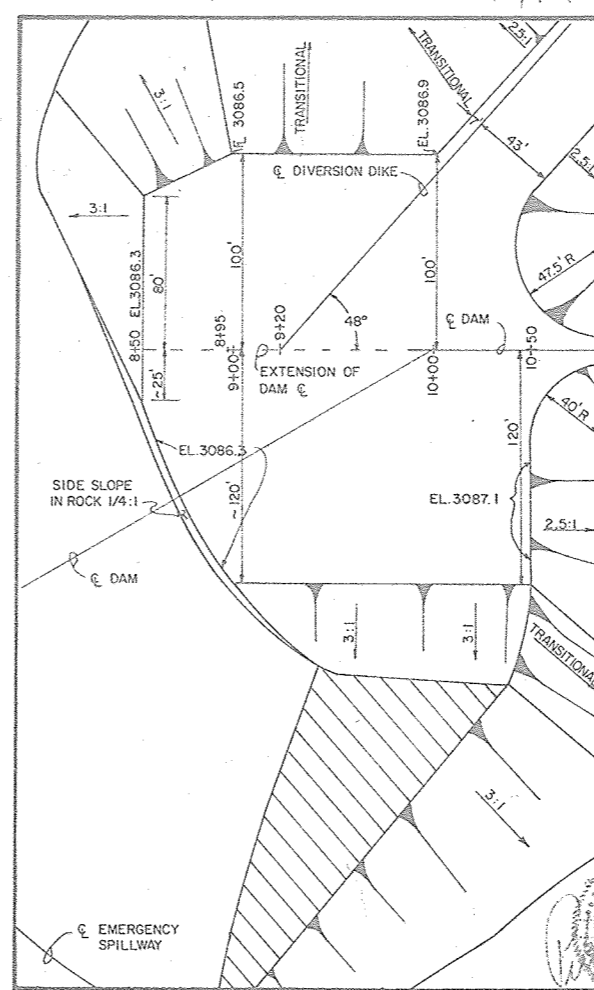 2.5:1
TRANSITIONAL
3:1
℄ 3086.5
TRANSITIONAL
EL.3086.9
7'
43'
2.5:1
℄ DIVERSION DIKE
3:1
EL.3086.3
80'
100'
100'
47.5' R
8+50
8+95
9+00
9+20
48°
10+00
℄ DAM
10+50
~25'
EXTENSION OF
DAM ℄
40'R
120'
EL.3086.3
SIDE SLOPE
IN ROCK 1/4:1
~120'
EL.3087.1
2.5:1
℄ DAM
3:1
3:1
TRANSITIONAL
3:1
℄ EMERGENCY
SPILLWAY